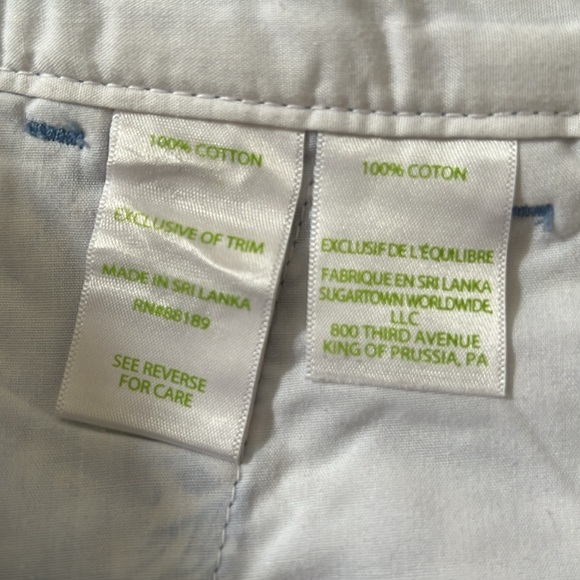 100% COTTON
EXCLUSIVE OF TRIM
MADE IN SRI LANKA
RN#88189
SEE REVERSE
FOR CARE
100% COTON
EXCLUSIF DE L'ÉQUILIBRE
FABRIQUE EN SRI LANKA
SUGARTOWN WORLDWIDE,
LLC
800 THIRD AVENUE
KING OF PRUSSIA, PA